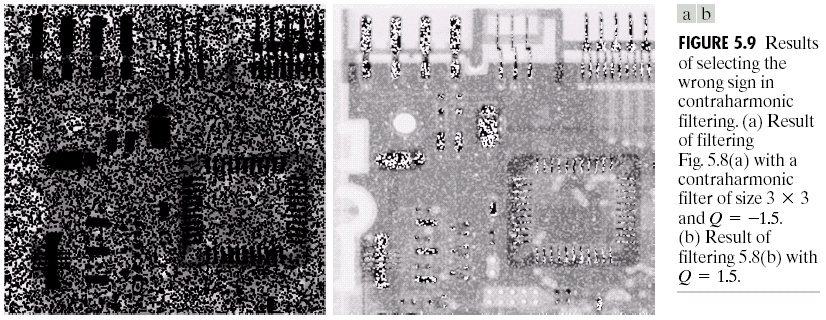 a b
FIGURE 5.9 Results
of selecting the
wrong sign in
contraharmonic
filtering. (a) Result
of filtering
Fig. 5.8(a) with a
contraharmonic
filter of size 3 × 3
and Q = −1.5.
(b) Result of
filtering 5.8(b) with
Q = 1.5.